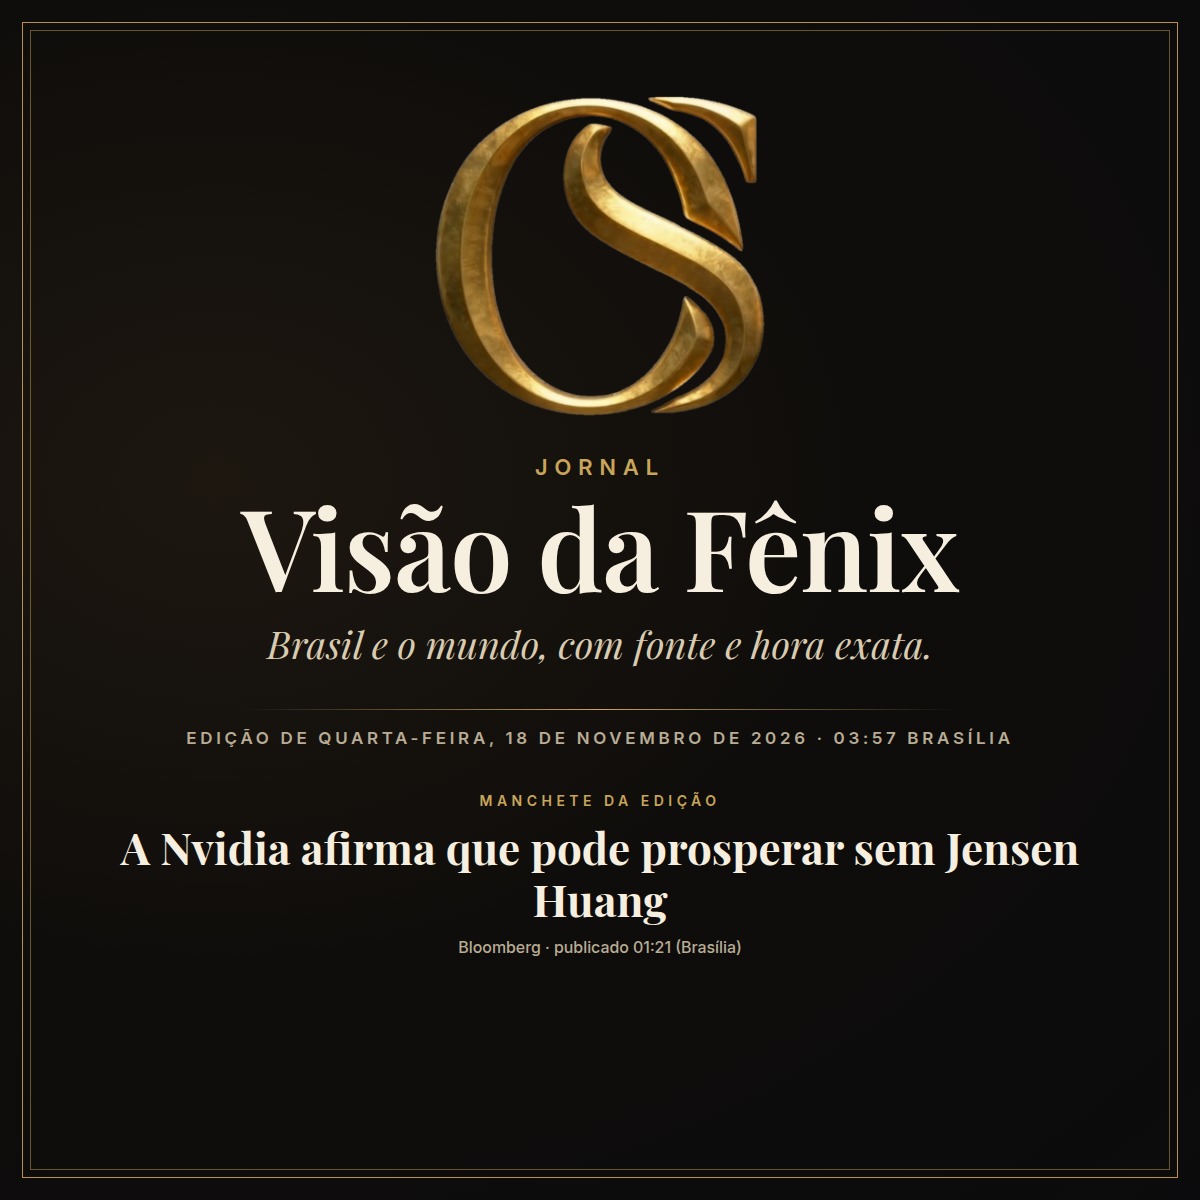 CS
JORNAL
Visão da Fênix
Brasil e o mundo, com fonte e hora exata.
EDIÇÃO DE QUARTA-FEIRA, 18 DE NOVEMBRO DE 2026 · 03:57 BRASÍLIA
MANCHETE DA EDIÇÃO
A Nvidia afirma que pode prosperar sem Jensen
Huang
Bloomberg · publicado 01:21 (Brasília)